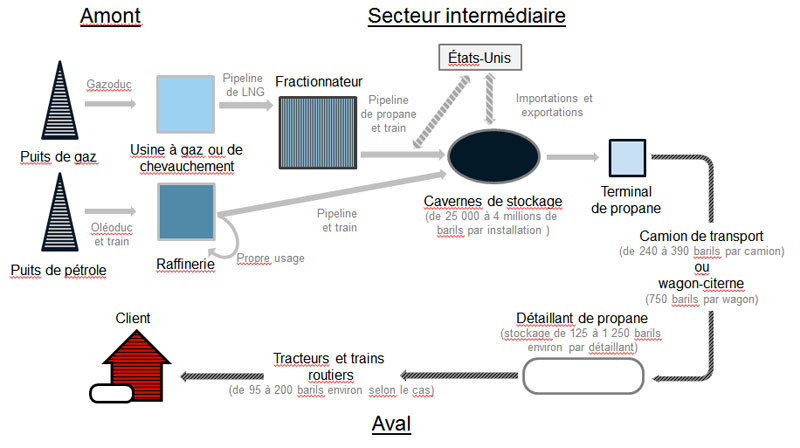 Amont
Secteur intermédiaire
États-Unis
Gazoduc
Pipeline
de LNG
Fractionnateur
Pipeline
de propane
et train
Importations et
exportations
Puits de gaz
Usine à gaz ou de
chevauchement
Cavernes de stockage
(de 25 000 à 4 millions de
barils par installation )
Terminal
de propane
Oléoduc
et train
Pipeline
et train
Puits de pétrole
Raffinerie
Propre usage
Camion de transport
(de 240 à 390 barils par camion)
ou
wagon-citerne
(750 barils par wagon)
Client
Détaillant de propane
(stockage de 125 à 1 250 barils
environ par détaillant)
Tracteurs et trains
routiers
(de 95 à 200 barils environ selon le cas)
Aval